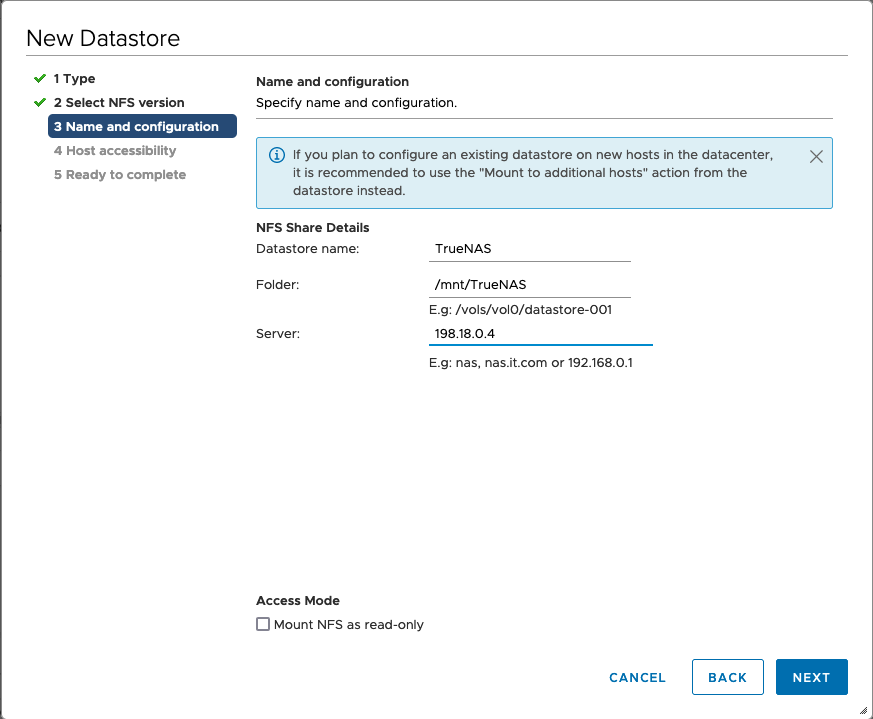 New Datastore
1 Type
2 Select NFS version
3 Name and configuration
4 Host accessibility
5 Ready to complete
Name and configuration
Specify name and configuration.
If you plan to configure an existing datastore on new hosts in the datacenter,
it is recommended to use the "Mount to additional hosts" action from the
datastore instead.
NFS Share Details
Datastore name: TrueNAS
Folder: /mnt/TrueNAS
E.g: /vols/vol0/datastore-001
Server: 198.18.0.4
E.g: nas, nas.it.com or 192.168.0.1
Access Mode
Mount NFS as read-only
CANCEL BACK NEXT